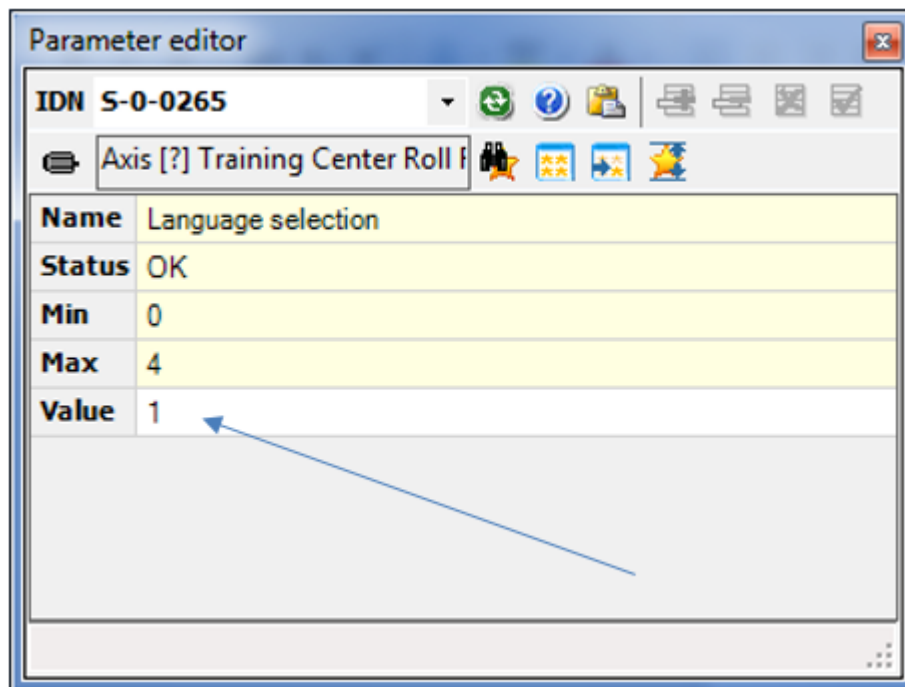 Parameter editor
IDN S-0-0265
Axis [?] Training Center Roll
Name Language selection
Status OK
Min 0
Max 4
Value 1